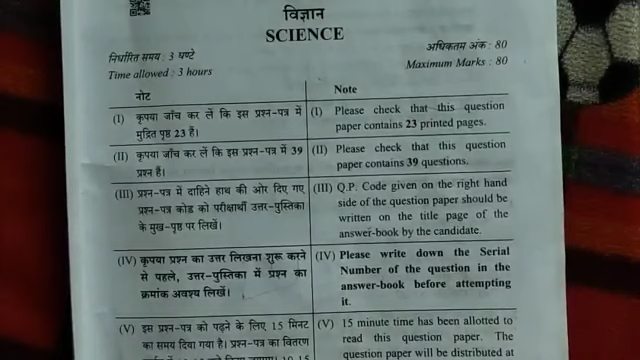 विज्ञान
SCIENCE
निर्धारित समय : 3 घण्टे
अधिकतम अंक : 80
Time allowed : 3 hours
Maximum Marks : 80
नोट
Note
(I) कृपया जाँच कर लें कि इस प्रश्न-पत्र में
मुद्रित पृष्ठ 23 हैं।
(I) Please check that this question
paper contains 23 printed pages.
(II) कृपया जाँच कर लें कि इस प्रश्न-पत्र में 39
प्रश्न हैं।
(II) Please check that this question
paper contains 39 questions.
(III) प्रश्न-पत्र में दाहिने हाथ की ओर दिए गए
प्रश्न-पत्र कोड को परीक्षार्थी उत्तर-पुस्तिका
के मुख-पृष्ठ पर लिखें।
(III) Q.P. Code given on the right hand
side of the question paper should be
written on the title page of the
answer-book by the candidate.
(IV) कृपया प्रश्न का उत्तर लिखना शुरू करने
से पहले, उत्तर-पुस्तिका में प्रश्न का
क्रमांक अवश्य लिखें।
(IV) Please write down the Serial
Number of the question in the
answer-book before attempting
it.
(V) इस प्रश्न-पत्र को पढ़ने के लिए 15 मिनट
का समय दिया गया है। प्रश्न-पत्र का वितरण
(V) 15 minute time has been allotted to
read this question paper. The
question paper will be distributed at